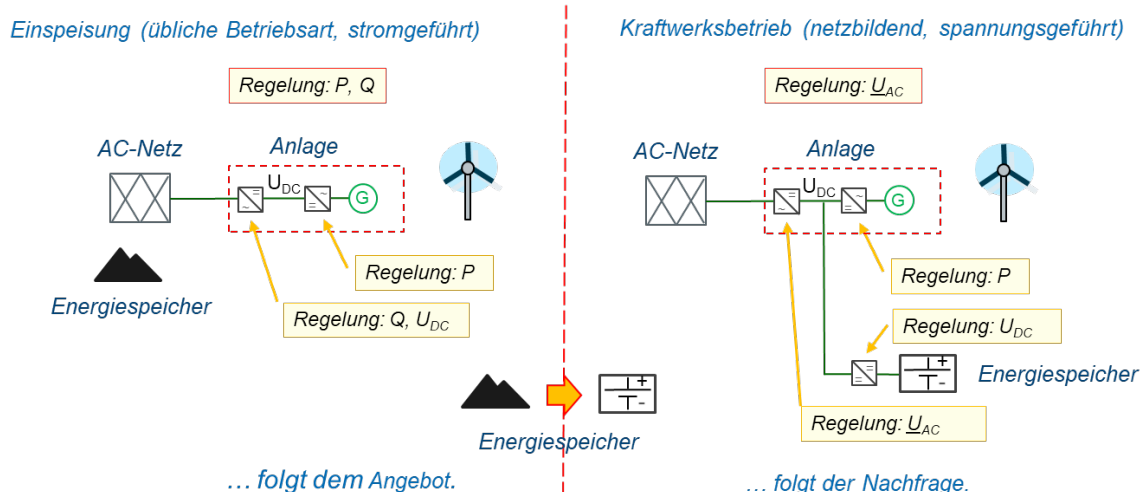 Einspeisung (übliche Betriebsart, stromgeführt)
Regelung: P, Q
AC-Netz
Anlage
U_DC
=
~
~
=
G
Regelung: P
Energiespeicher
Regelung: Q, U_DC
Energiespeicher
+
-
… folgt dem Angebot.
Kraftwerksbetrieb (netzbildend, spannungsgeführt)
Regelung: U_AC
AC-Netz
Anlage
U_DC
=
~
~
=
G
Regelung: P
Regelung: U_DC
=
=
+
-
Energiespeicher
Regelung: U_AC
… folgt der Nachfrage.